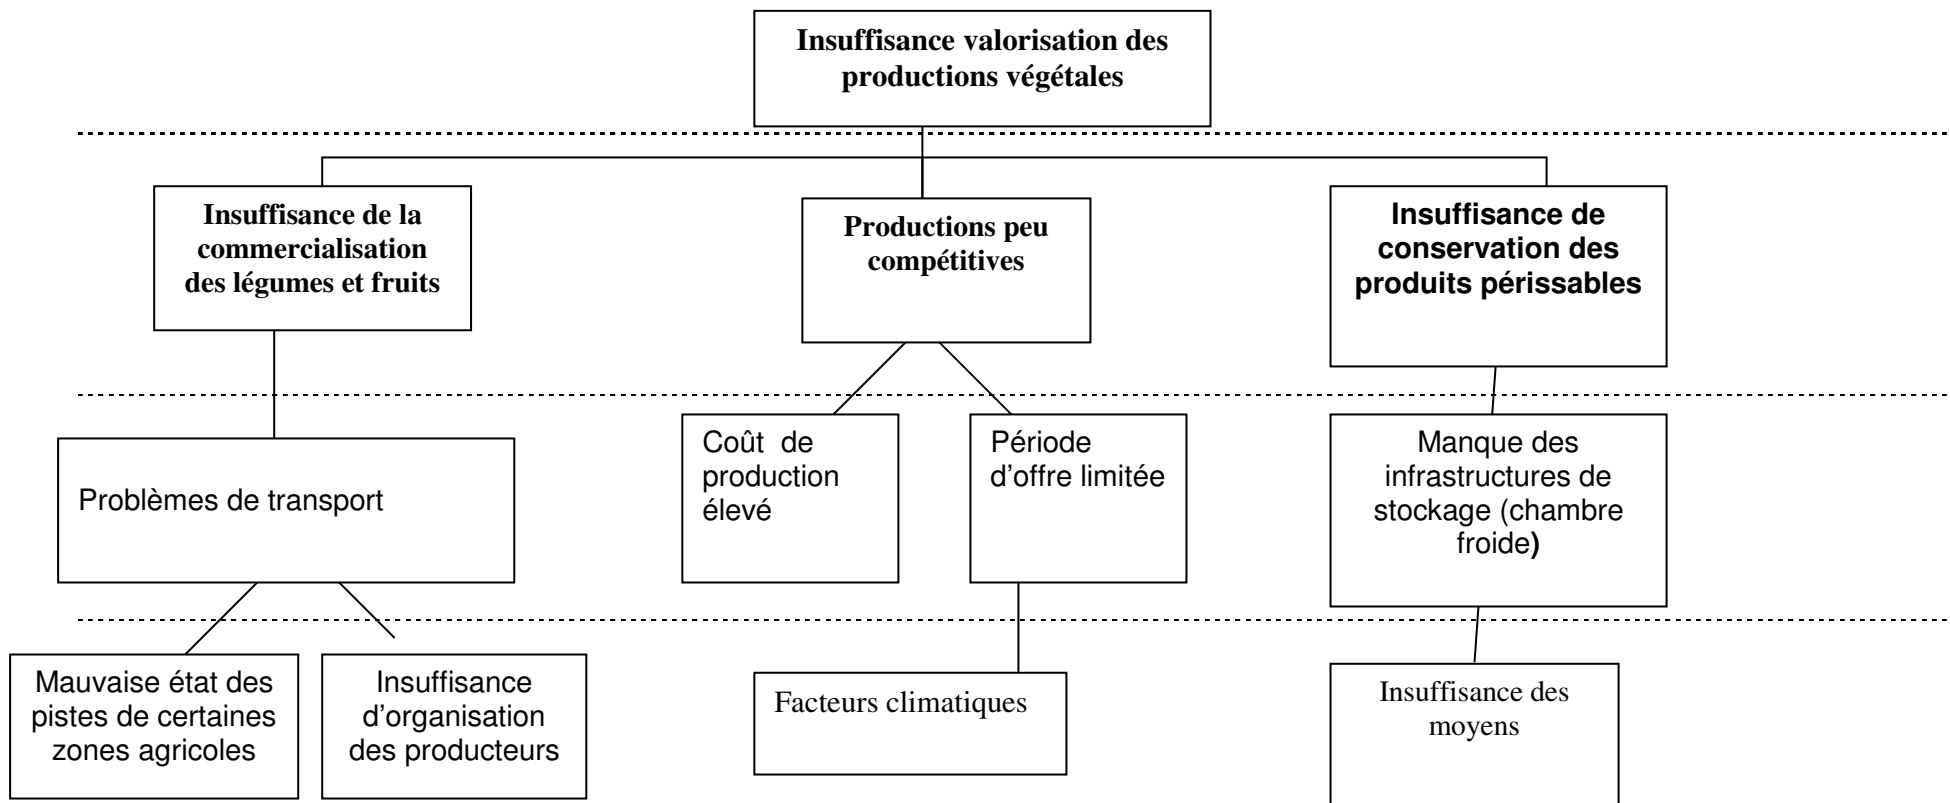 Insuffisance valorisation des
productions végétales
Insuffisance de la
commercialisation
des légumes et fruits
Productions peu
compétitives
Insuffisance de
conservation des
produits périssables
Problèmes de transport
Coût de
production
élevé
Période
d'offre limitée
Manque des
infrastructures de
stockage (chambre
froide)
Mauvaise état des
pistes de certaines
zones agricoles
Insuffisance
d'organisation
des producteurs
Facteurs climatiques
Insuffisance des
moyens